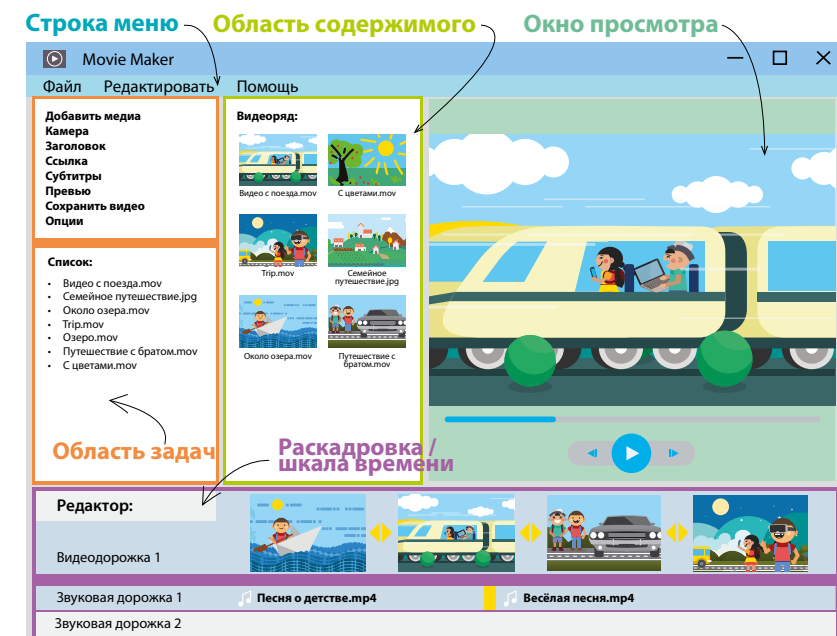 Строка меню
Область содержимого
Окно просмотра
Movie Maker
Файл Редактировать Помощь
Добавить медиа
Камера
Заголовок
Ссылка
Субтитры
Превью
Сохранить видео
Опции
Список:
• Видео с поезда.mov
• Семейное путешествие.jpg
• Около озера.mov
• Trip.mov
• Озеро.mov
• Путешествие с братом.mov
• С цветами.mov
Область задач
Видеоряд:
Видео с поезда.mov
С цветами.mov
Trip.mov
Семейное
путешествие.jpg
Около озера.mov
Путешествие с
братом.mov
Раскадровка /
шкала времени
Редактор:
Видеодорожка 1
Звуковая дорожка 1
Песня о детстве.mp4
Весёлая песня.mp4
Звуковая дорожка 2